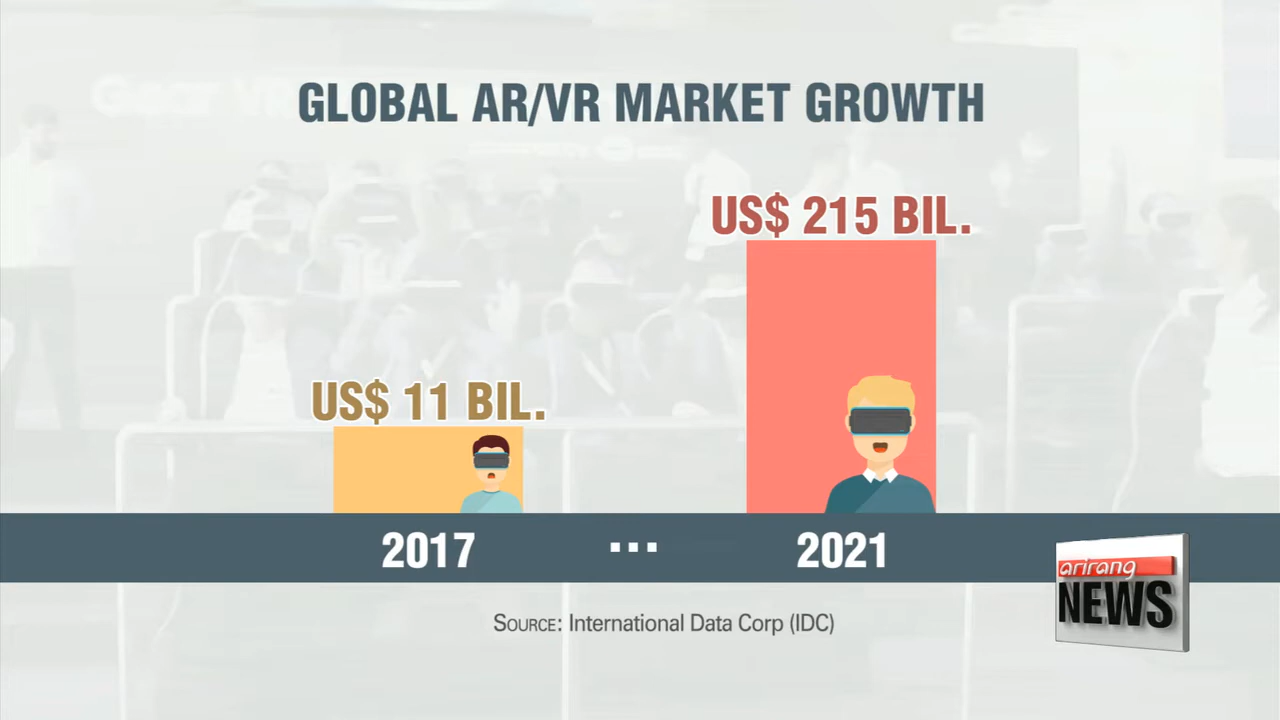 GLOBAL AR/VR MARKET GROWTH
US$ 215 BIL.
US$ 11 BIL.
2017 ... 2021
SOURCE: International Data Corp (IDC)
arirang
NEWS